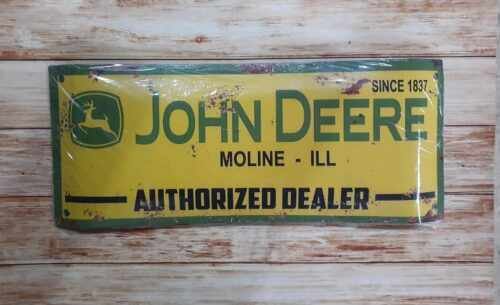 SINCE 1837
JOHN DEERE
MOLINE - ILL
AUTHORIZED DEALER